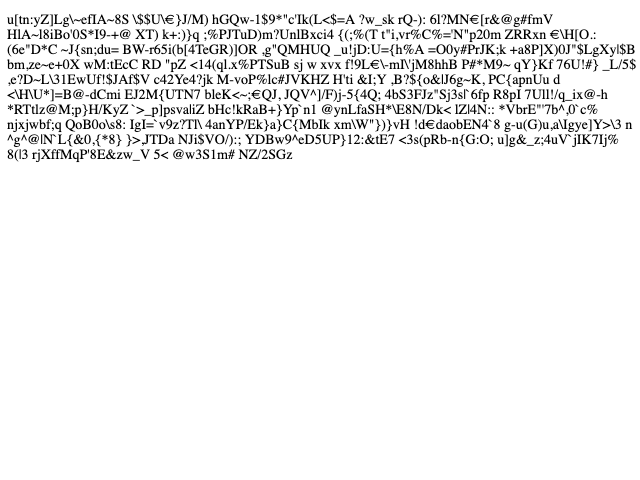 u[tn:yZ]Lg\~efIA~8S \$$U\€}J/M) hGQw-1$9*"c'Ik(L<$=A ?w_sk rQ-): 6l?MN€[r&@g#fmV
HlA~l8iBo'0S*I9-+@ XT) k+:)}q ;%PJTuD)m?UnlBxci4 {(;%(T t"i,vr%C%='N"p20m ZRRxn €\H[O.:
(6e"D*C ~J{sn;du= BW-r65i(b[4TeGR)]OR ,g"QMHUQ _u!jD:U={h%A =O0y#PrJK;k +a8P]X)0J"$LgXyl$B
bm,ze~e+0X wM:tEcC RD "pZ <14(ql.x%PTSuB sj w xvx f!9L€\-mI\'jM8hhB P#*M9~ qY}Kf 76U!#} _L/5$
,e?D~L\31EwUf!$JAf$V c42Ye4?jk M-voP%lc#JVKHZ H'ti &I;Y ,B?${o&lJ6g~K, PC{apnUu d
<\H\U*]=B@-dCmi EJ2M{UTN7 bleK<~;€QJ, JQV^]/F)j-5{4Q; 4bS3FJz"Sj3sl`6fp R8pI 7Ull!/q_ix@-h
*RTtlz@M;p}H/KyZ `>_p]psvaliZ bHc!kRaB+}Yp`n1 @ynLfaSH*\E8N/Dk< lZl4N:: *VbrE"'7b^,0`c%
njxjwbf;q QoB0o\s8: IgI=`v9z?Tl\ 4anYP/Ek}a}C{MbIk xm\W"})}vH !d€daobEN4`8 g-u(G)u,a\Igye]Y>\3 n
^g^@lN`L{&0,{*8} }>,JTDa NJi$VO/):; YDBw9^eD5UP}12:&tE7 <3s(pRb-n{G:O; u]g&_z;4uV`jIK7Ij%
8(l3 rjXffMqP'8E&zw_V 5< @w3S1m# NZ/2SGz